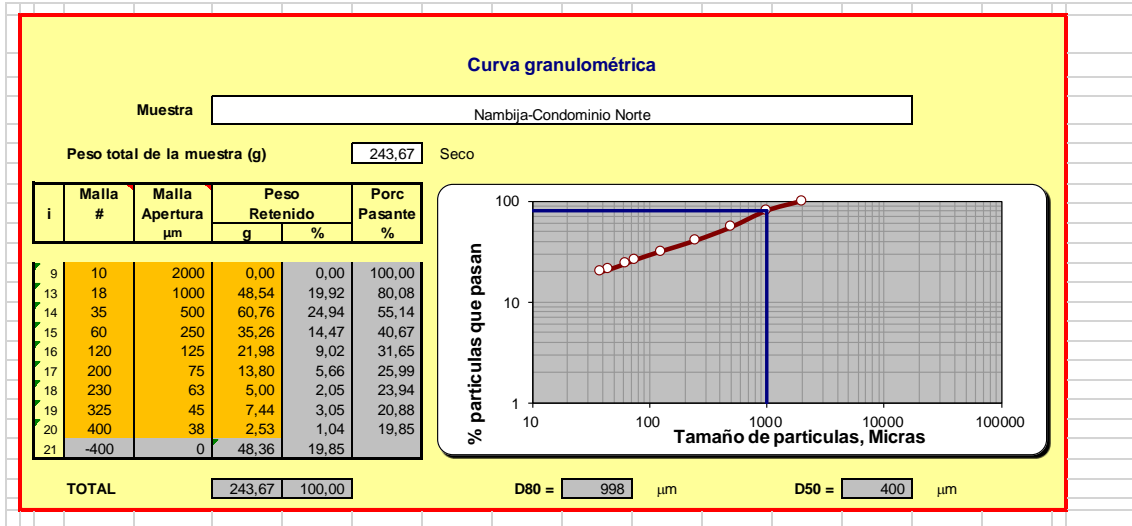 Curva granulométrica
Muestra Nambija-Condominio Norte
Peso total de la muestra (g) 243,67 Seco
i Malla # Malla Apertura µm Peso Retenido g % Porc Pasante %
9 10 2000 0,00 0,00 100,00
13 18 1000 48,54 19,92 80,08
14 35 500 60,76 24,94 55,14
15 60 250 35,26 14,47 40,67
16 120 125 21,98 9,02 31,65
17 200 75 13,80 5,66 25,99
18 230 63 5,00 2,05 23,94
19 325 45 7,44 3,05 20,88
20 400 38 2,53 1,04 19,85
21 -400 0 48,36 19,85
TOTAL 243,67 100,00
% particulas que pasan
100
10
1
10 100 1000 10000 100000
Tamaño de particulas, Micras
D80 = 998 µm D50 = 400 µm